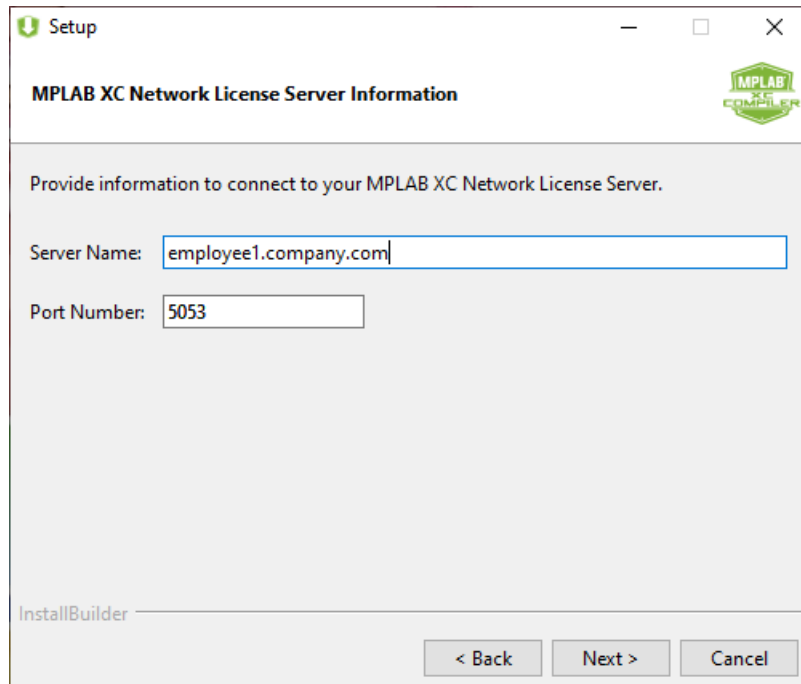 Setup
MPLAB XC Network License Server Information
MPLAB
XC
COMPILER
Provide information to connect to your MPLAB XC Network License Server.
Server Name: employee1.company.com
Port Number: 5053
InstallBuilder
< Back Next > Cancel